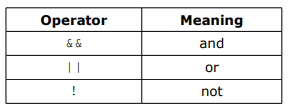 Operator Meaning
&& and
|| or
! not